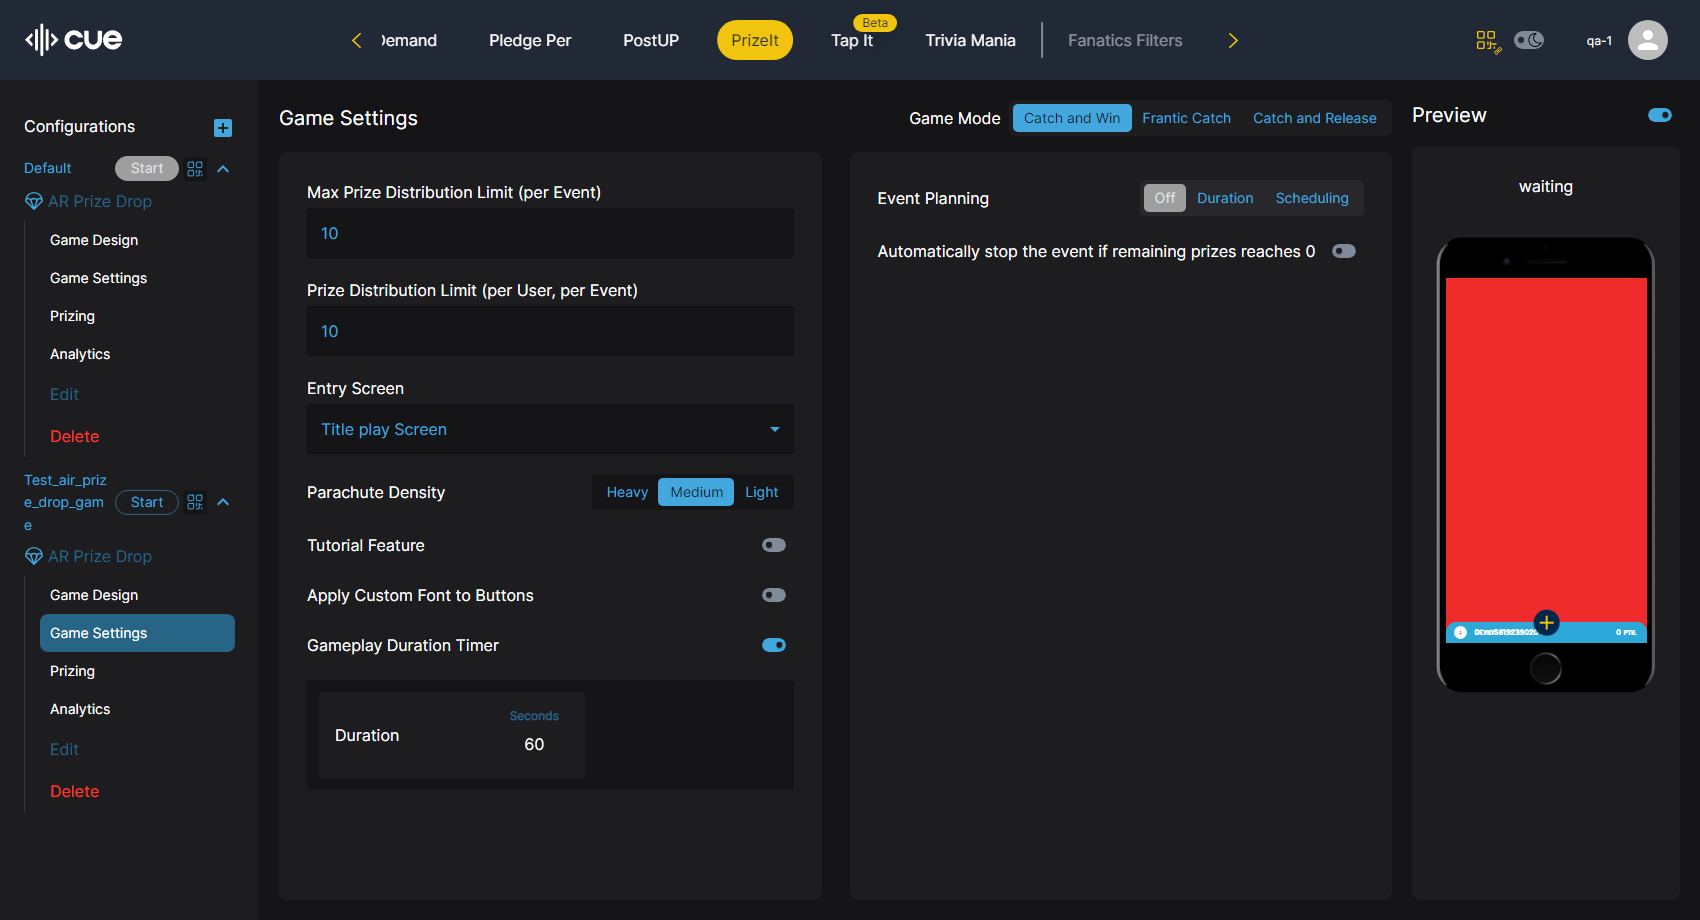 cue
Demand
Pledge Per
PostUP
PrizeIt
Beta
Tap It
Trivia Mania
Fanatics Filters
qa-1
Configurations
Default
Start
AR Prize Drop
Game Design
Game Settings
Prizing
Analytics
Edit
Delete
Test_air_priz
e_drop_gam
e
Start
AR Prize Drop
Game Design
Game Settings
Prizing
Analytics
Edit
Delete
Game Settings
Game Mode
Catch and Win
Frantic Catch
Catch and Release
Max Prize Distribution Limit (per Event)
10
Prize Distribution Limit (per User, per Event)
10
Entry Screen
Title play Screen
Parachute Density
Heavy
Medium
Light
Tutorial Feature
Apply Custom Font to Buttons
Gameplay Duration Timer
Duration
Seconds
60
Event Planning
Off
Duration
Scheduling
Automatically stop the event if remaining prizes reaches 0
Preview
waiting
0 PTS.